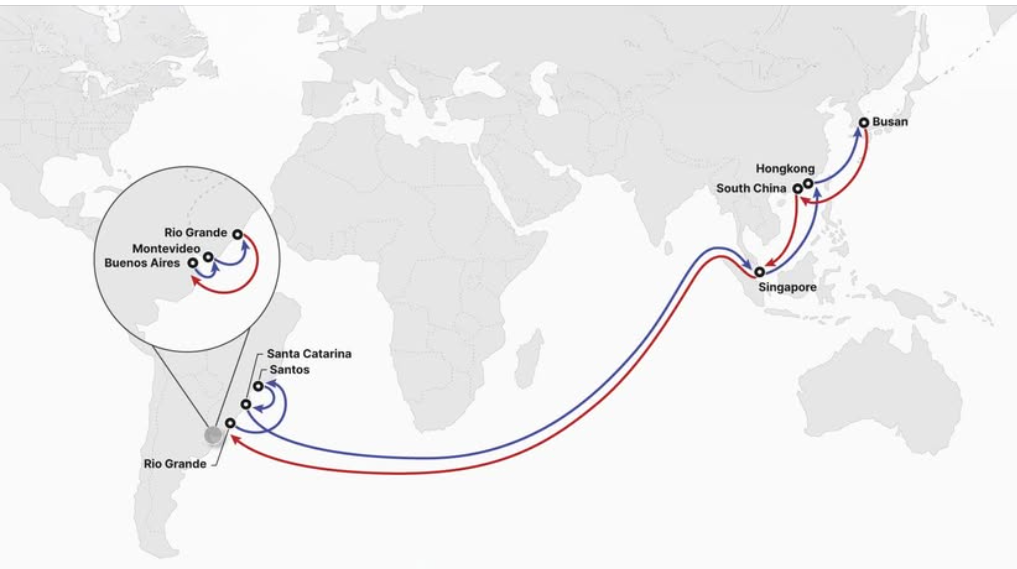 Busan
Hongkong
South China
Singapore
Rio Grande
Montevideo
Buenos Aires
Santa Catarina
Santos
Rio Grande